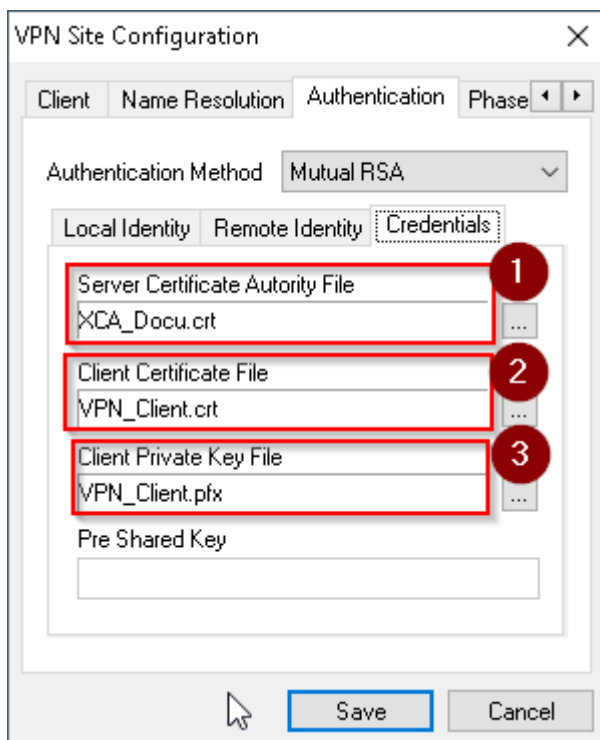 VPN Site Configuration
Client Name Resolution Authentication Phase
Authentication Method Mutual RSA
Local Identity Remote Identity Credentials
1
Server Certificate Autority File
XCA_Docu.crt ...
2
Client Certificate File
VPN_Client.crt ...
3
Client Private Key File
VPN_Client.pfx ...
Pre Shared Key
Save Cancel